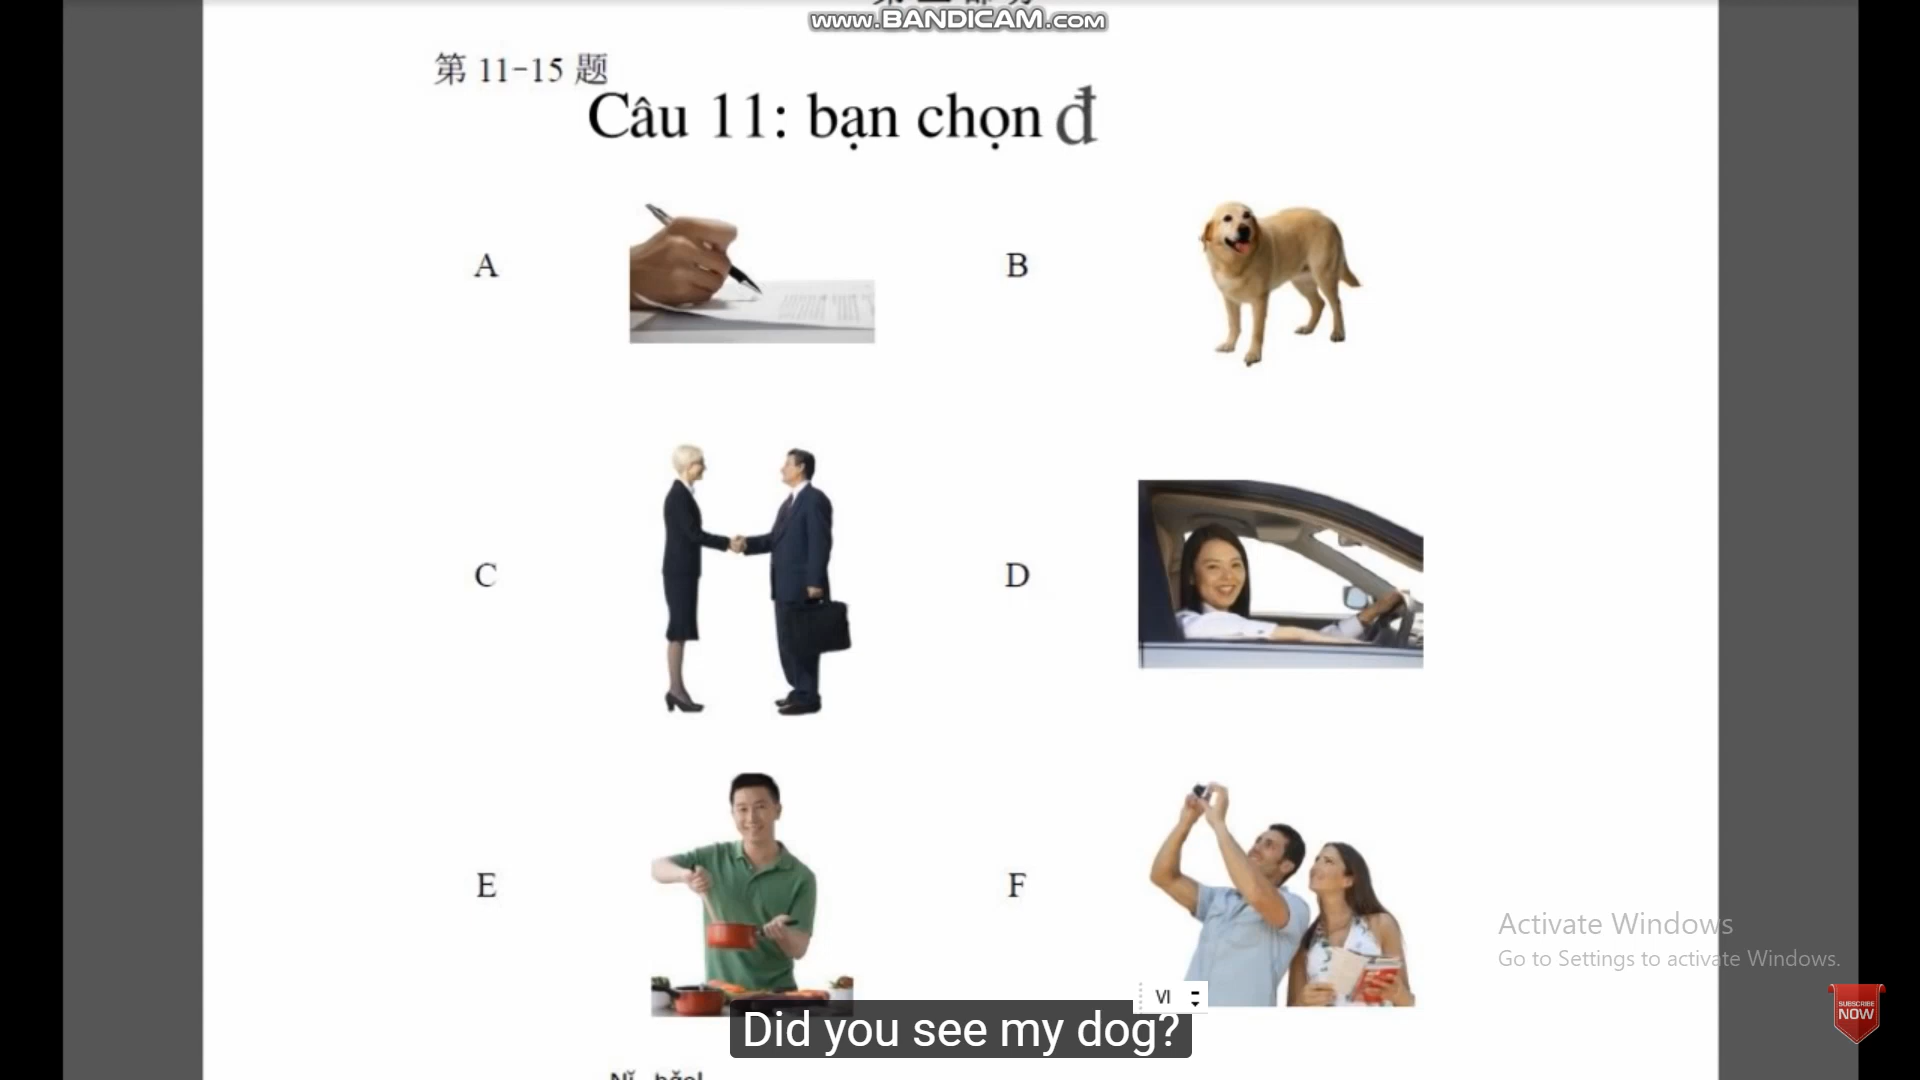 www.BANDICAM.com
第 11-15 题
Câu 11: bạn chọn đ
A
B
C
D
E
F
Activate Windows
Go to Settings to activate Windows.
SUBSCRIBE
NOW
VI
Did you see my dog?